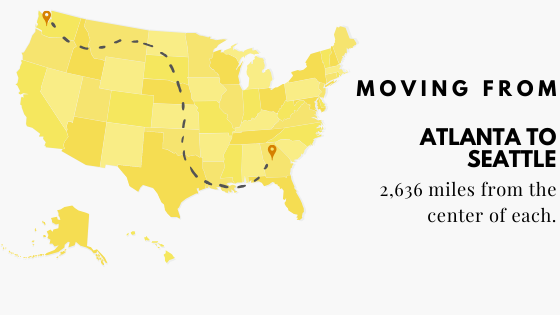 MOVING FROM
ATLANTA TO
SEATTLE
2,636 miles from the
center of each.